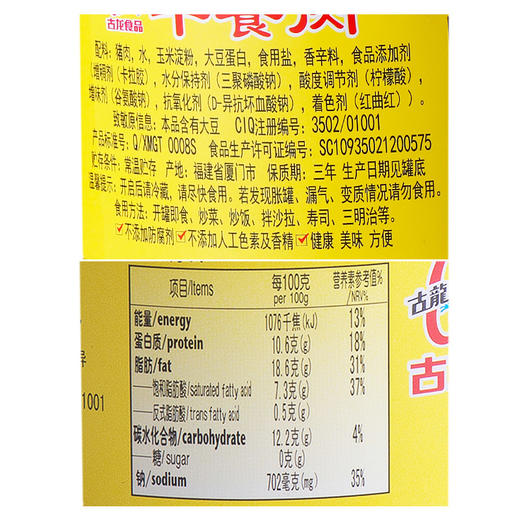 古龙食品
早餐肉
配料：猪肉，水，玉米淀粉，大豆蛋白，食用盐，香辛料，食品添加剂
〔增稠剂（卡拉胶），水分保持剂（三聚磷酸钠），酸度调节剂（柠檬酸），
增味剂（谷氨酸钠），抗氧化剂（D-异抗坏血酸钠），着色剂（红曲红）〕。
致敏原信息：本品含有大豆 CIQ注册编号：3502/01001
产品标准号：Q/XMGT 0008S 食品生产许可证编号：SC10935021200575
贮存条件：常温贮存 产地：福建省厦门市 保质期：三年 生产日期见罐底
温馨提示：开启后请冷藏，请尽快食用。若发现胀罐、漏气、变质情况请勿食用。
食用方法：开罐即食、炒菜、炒饭、拌沙拉、寿司、三明治等。
不添加防腐剂 不添加人工色素及香精 健康 美味 方便
项目/Items 每100克 per 100g 营养素参考值% NRV%
能量/energy 1076千焦(kJ) 13%
蛋白质/protein 10.6克(g) 18%
脂肪/fat 18.6克(g) 31%
—饱和脂肪酸/saturated fatty acid 7.3克(g) 37%
—反式脂肪酸/trans fatty acid 0.5克(g)
碳水化合物/carbohydrate 12.2克(g) 4%
—糖/sugar 0克(g)
钠/sodium 702毫克(mg) 35%
古龍
古
1001